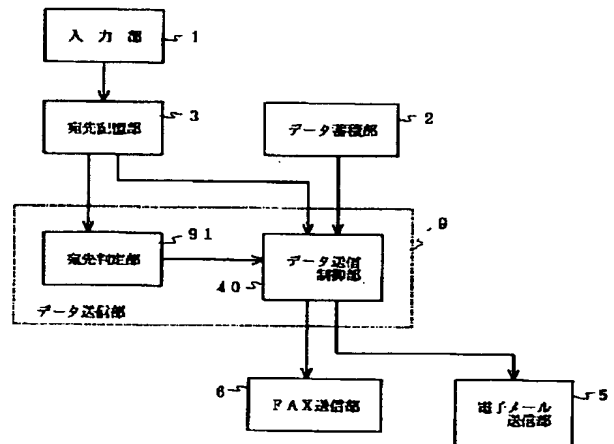 入力部
1
宛先記憶部
3
データ蓄積部
2
9
宛先判定部
91
データ送信
制御部
40
データ送信部
6
FAX送信部
電子メール
送信部
5